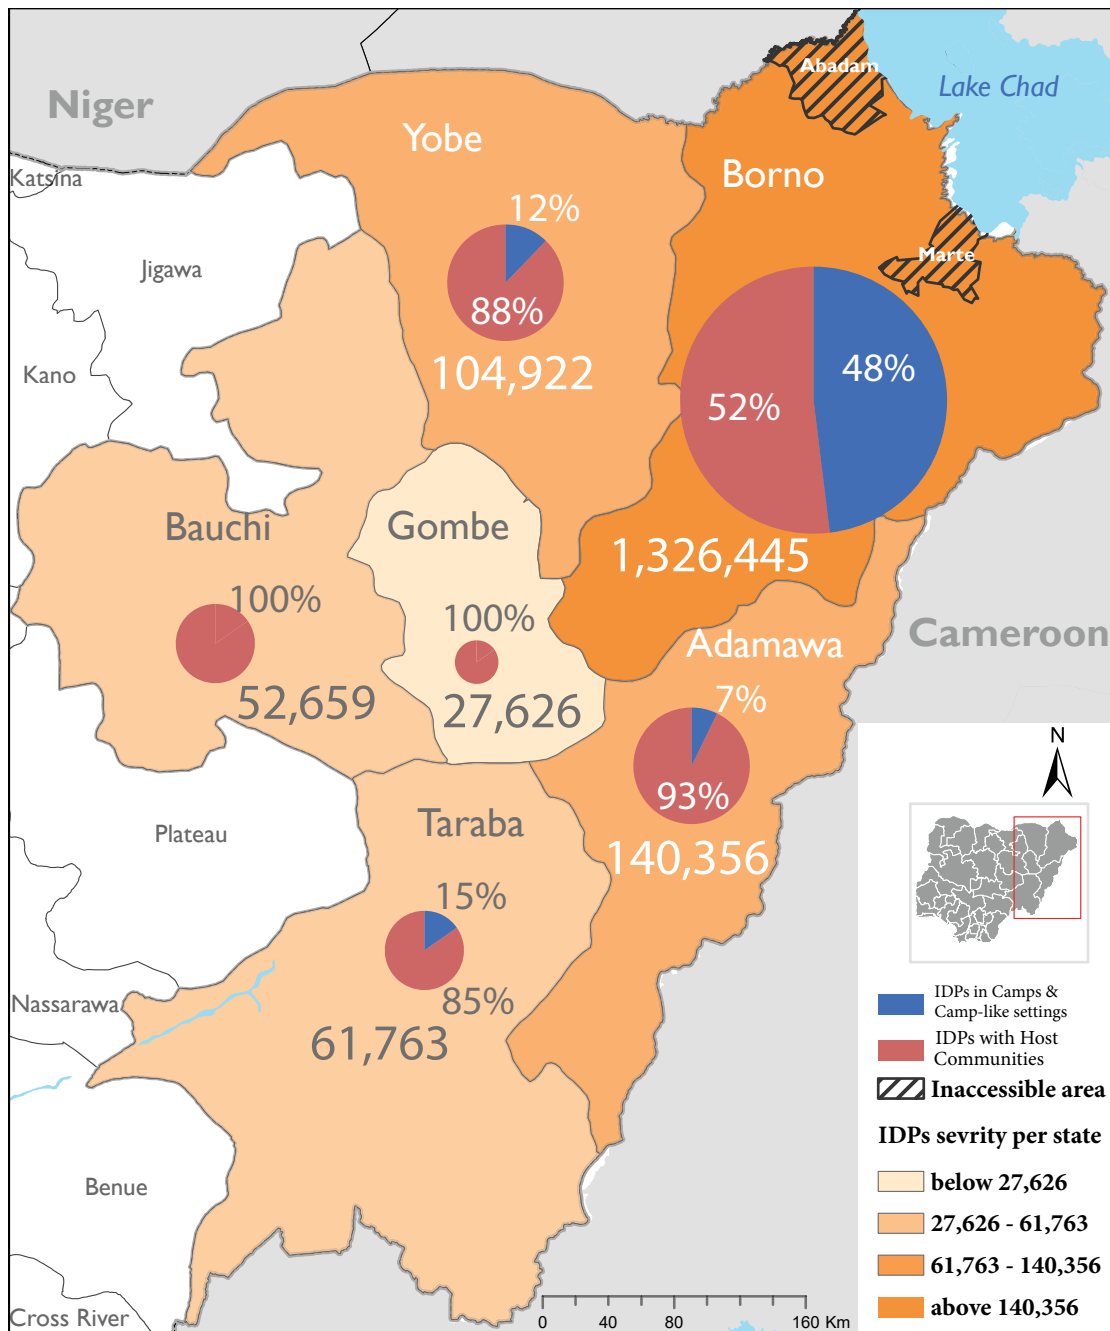 Abadam
Lake Chad
Niger
Yobe
Borno
Katsina
12%
Marte
Jigawa
88%
104,922
48%
52%
Kano
Bauchi
Gombe
1,326,445
100%
100%
Adamawa
Cameroon
52,659
27,626
7%
N
93%
Plateau
Taraba
140,356
15%
85%
Nassarawa
61,763
IDPs in Camps &
Camp-like settings
IDPs with Host
Communities
Inaccessible area
IDPs sevrity per state
below 27,626
27,626 - 61,763
61,763 - 140,356
above 140,356
Benue
Cross River
0 40 80 160 Km